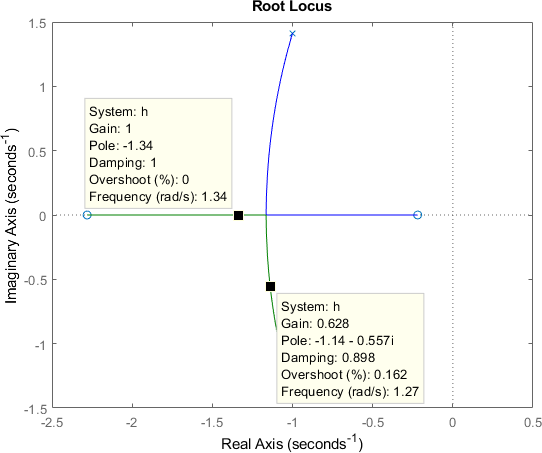 Root Locus
1.5
1
0.5
0
-0.5
-1
-1.5
Imaginary Axis (seconds⁻¹)
System: h
Gain: 1
Pole: -1.34
Damping: 1
Overshoot (%): 0
Frequency (rad/s): 1.34
System: h
Gain: 0.628
Pole: -1.14 - 0.557i
Damping: 0.898
Overshoot (%): 0.162
Frequency (rad/s): 1.27
-2.5 -2 -1.5 -1 -0.5 0 0.5
Real Axis (seconds⁻¹)